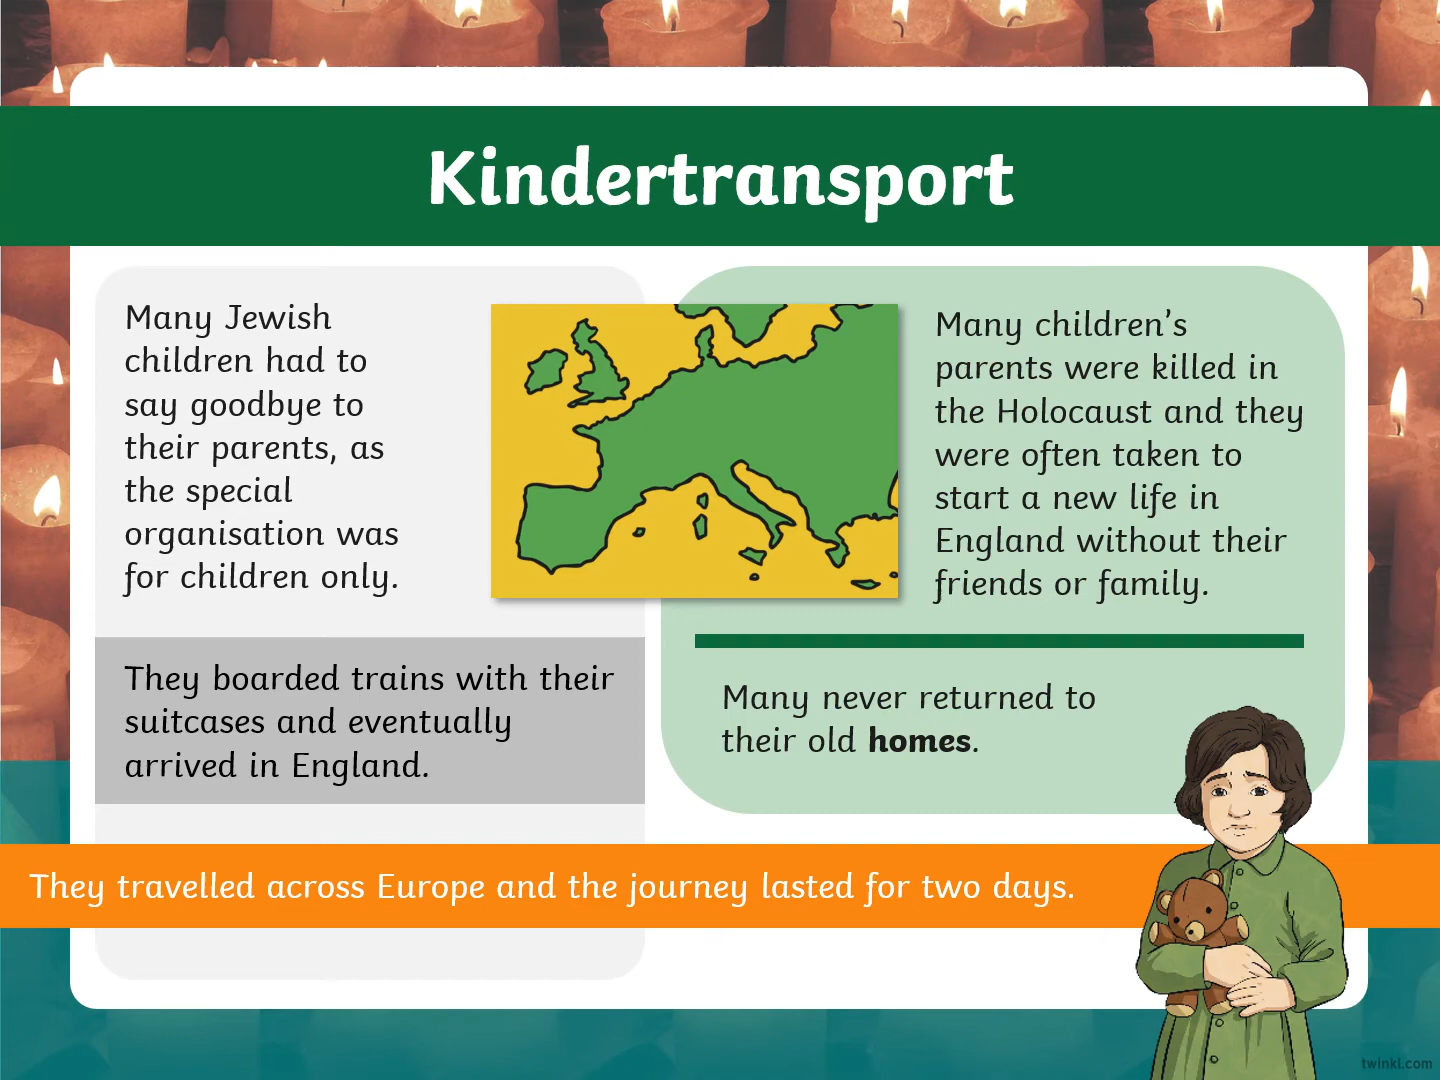 Kindertransport
Many Jewish
children had to
say goodbye to
their parents, as
the special
organisation was
for children only.
They boarded trains with their
suitcases and eventually
arrived in England.
Many children’s
parents were killed in
the Holocaust and they
were often taken to
start a new life in
England without their
friends or family.
Many never returned to
their old homes.
They travelled across Europe and the journey lasted for two days.
twinkl.com